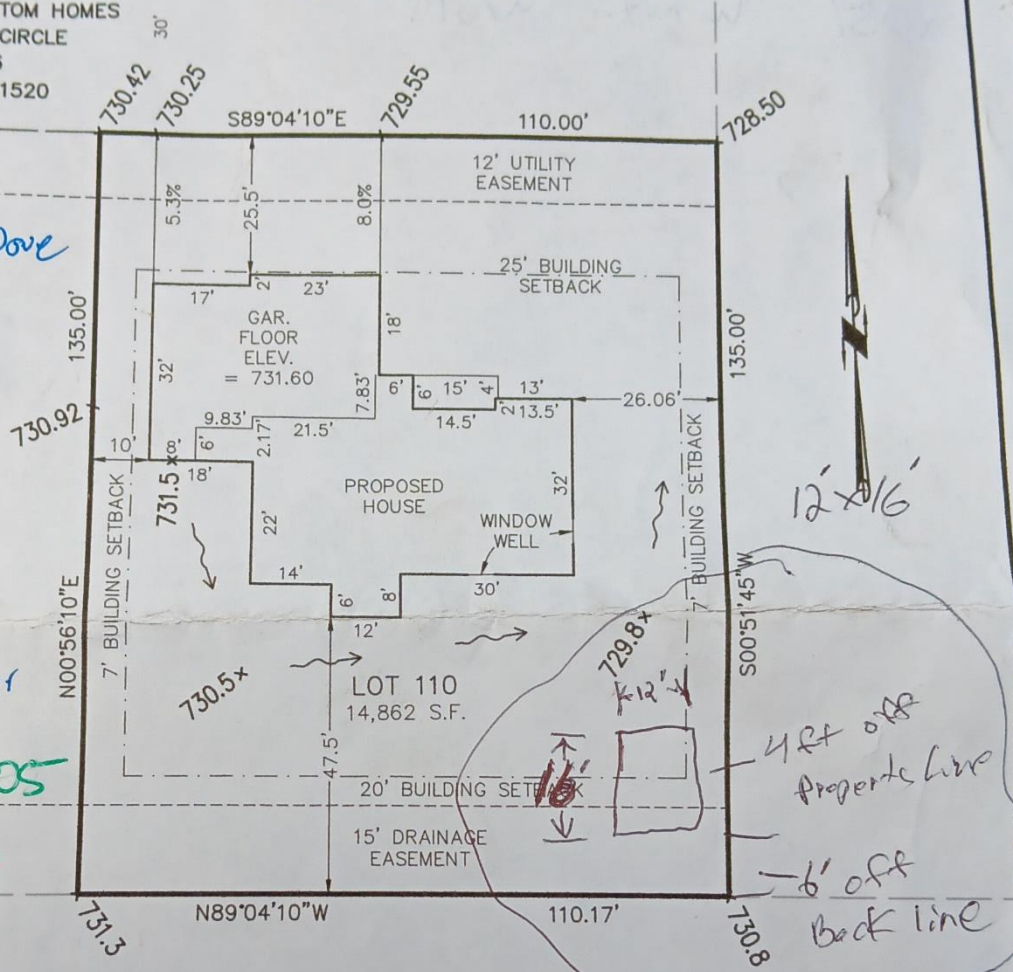 TOM HOMES
CIRCLE
1520
30'
730.42
730.25
729.55
728.50
S89°04'10"E
110.00'
12' UTILITY
EASEMENT
5.3%
25.5'
8.0%
25' BUILDING
SETBACK
17'
2'
23'
GAR.
FLOOR
ELEV.
= 731.60
18'
135.00'
135.00'
32'
7.83'
6'
6'
15'
4'
13'
26.06'
14.5'
2'
13.5'
730.92
9.83'
21.5'
2.17'
6'
10'
8'
18'
731.5 x
PROPOSED
HOUSE
32'
12' x 16'
22'
WINDOW
WELL
7' BUILDING SETBACK
7' BUILDING SETBACK
14'
30'
6'
8'
12'
N00°56'10"E
S00°51'45"W
729.8 x
730.5 x
LOT 110
14,862 S.F.
12'
47.5'
16'
4ft off
Property Line
20' BUILDING SETBACK
15' DRAINAGE
EASEMENT
6' off
Back line
N89°04'10"W
110.17'
731.3
730.8